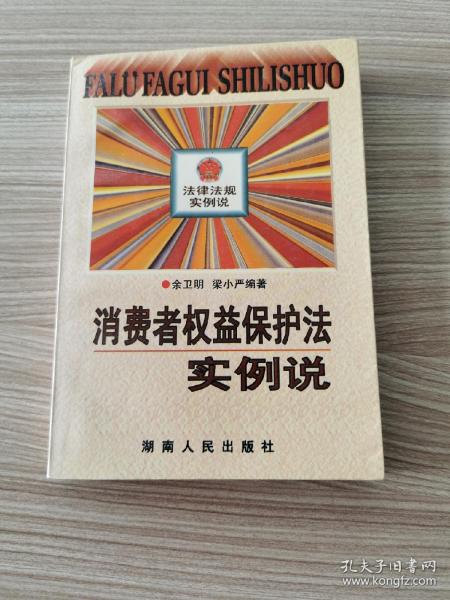 FALU FAGUI SHILISHUO
法律法规
实例说
余卫明 梁小严编著
消费者权益保护法
实例说
湖南人民出版社
孔夫子旧书网
www.kongfz.com